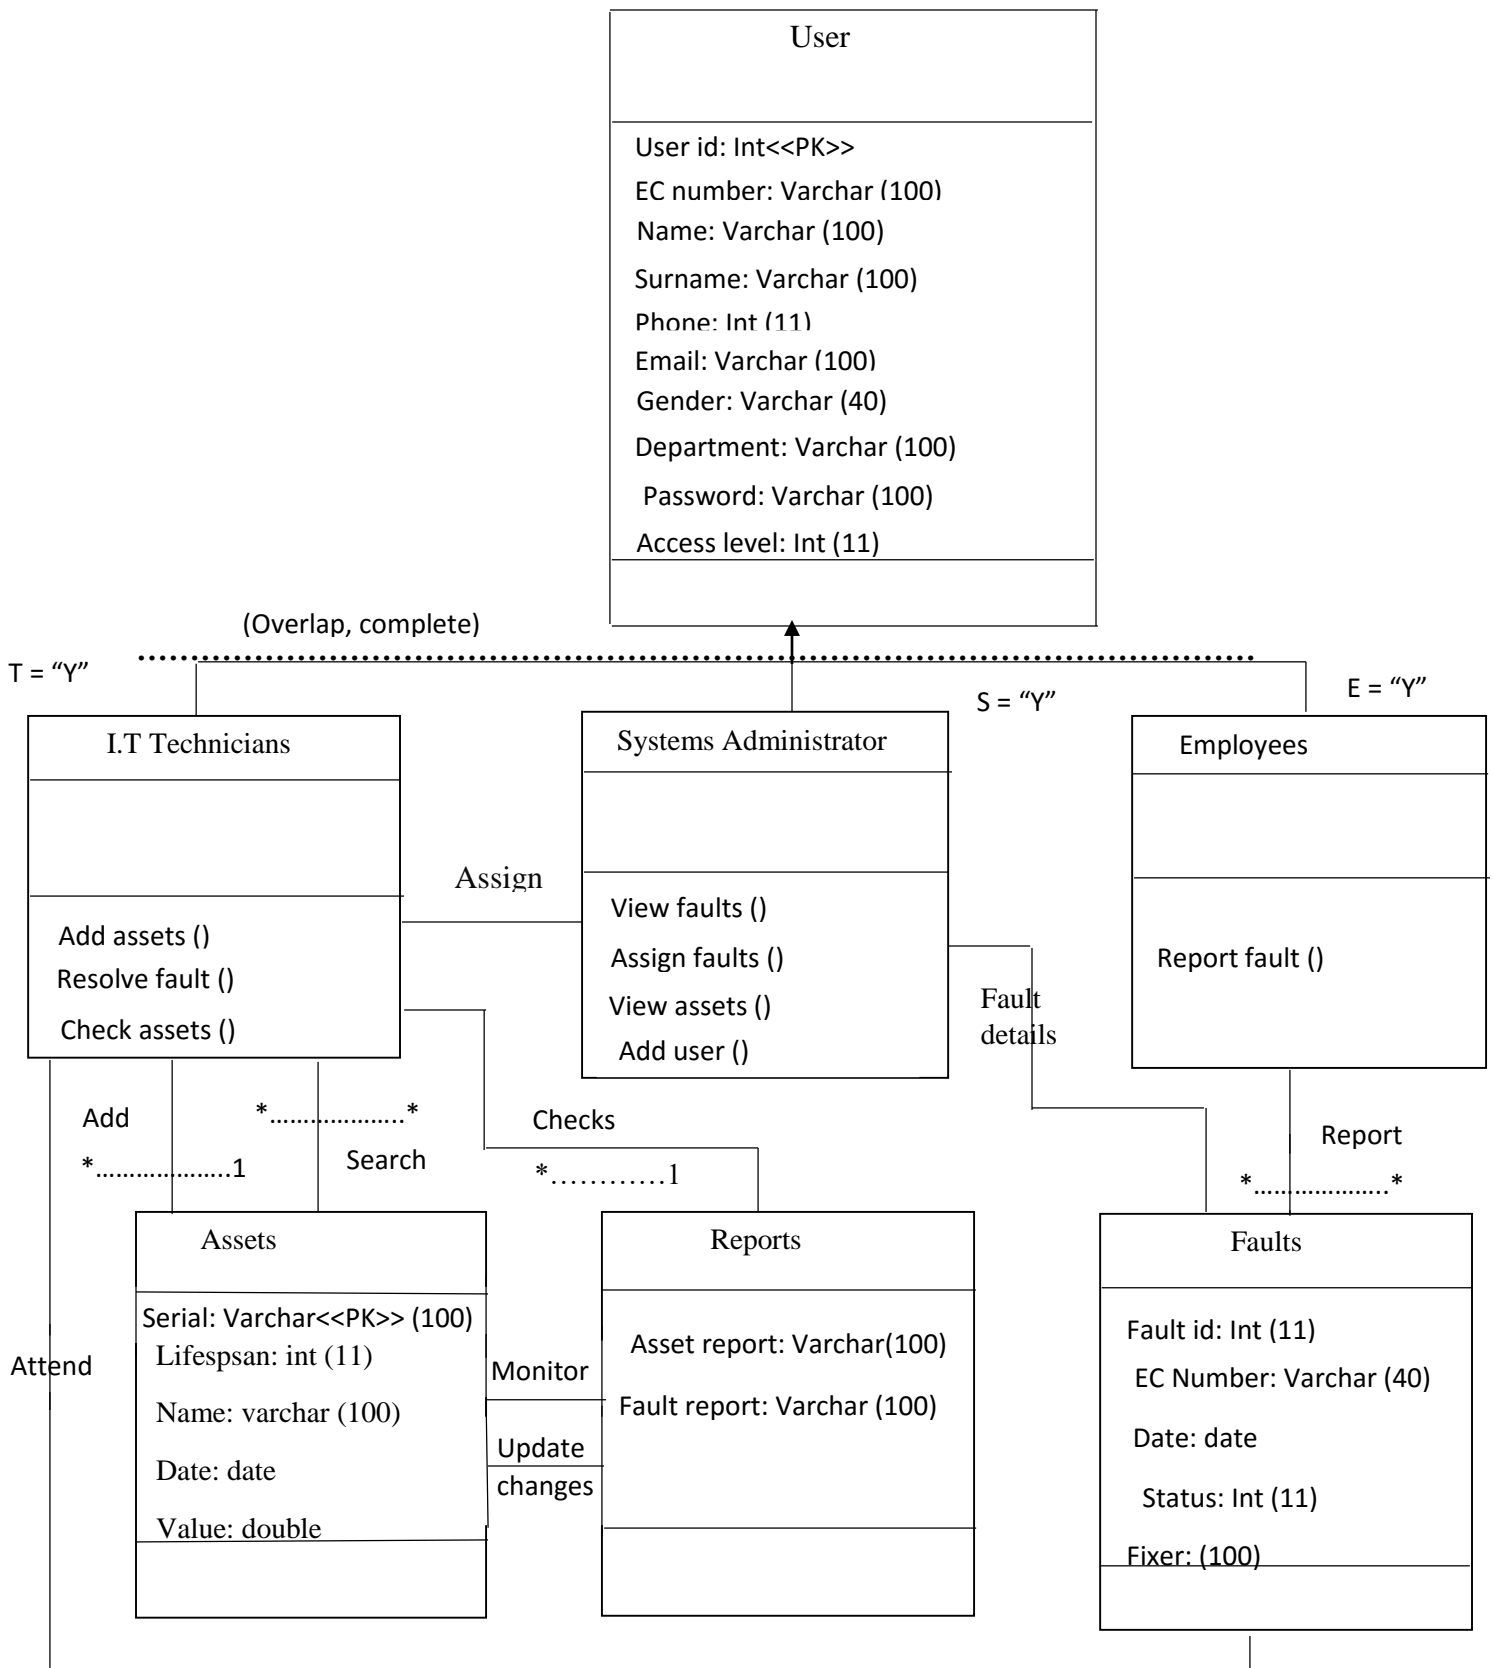 User
User id: Int<<PK>>
EC number: Varchar (100)
Name: Varchar (100)
Surname: Varchar (100)
Phone: Int (11)
Email: Varchar (100)
Gender: Varchar (40)
Department: Varchar (100)
Password: Varchar (100)
Access level: Int (11)
(Overlap, complete)
T = “Y”
S = “Y”
E = “Y”
I.T Technicians
Add assets ()
Resolve fault ()
Check assets ()
Assign
Systems Administrator
View faults ()
Assign faults ()
View assets ()
Add user ()
Fault
details
Employees
Report fault ()
Add
*………………..1
*………………..*
Search
Checks
*…………1
Report
*………………..*
Attend
Assets
Serial: Varchar<<PK>> (100)
Lifespsan: int (11)
Name: varchar (100)
Date: date
Value: double
Monitor
Update
changes
Reports
Asset report: Varchar(100)
Fault report: Varchar (100)
Faults
Fault id: Int (11)
EC Number: Varchar (40)
Date: date
Status: Int (11)
Fixer: (100)